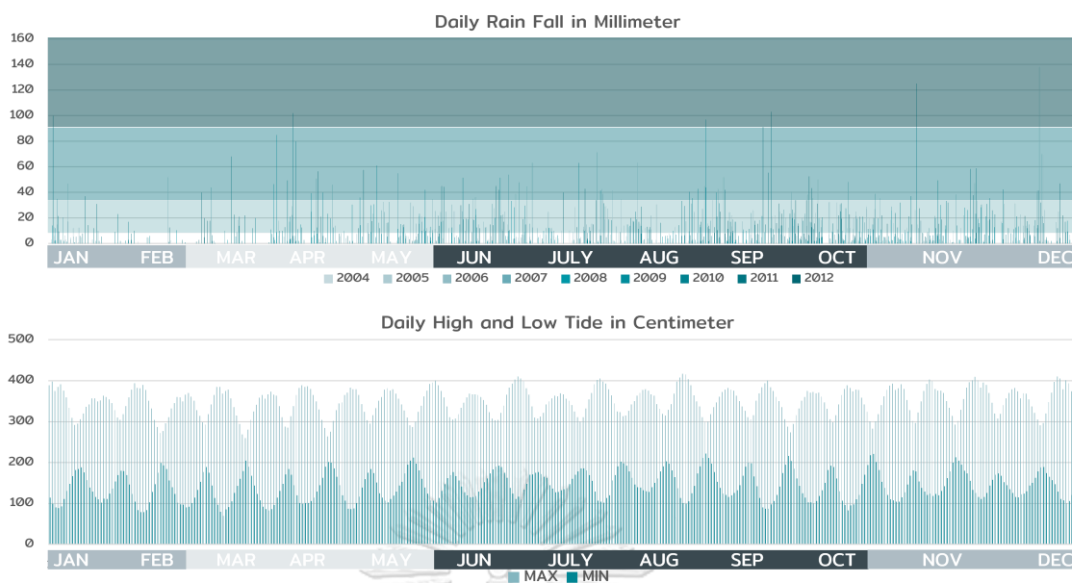 Daily Rain Fall in Millimeter
160
140
120
100
80
60
40
20
0
JAN FEB MAR APR MAY JUN JULY AUG SEP OCT NOV DEC
2004 2005 2006 2007 2008 2009 2010 2011 2012
Daily High and Low Tide in Centimeter
500
400
300
200
100
0
JAN FEB MAR APR MAY JUN JULY AUG SEP OCT NOV DEC
MAX MIN